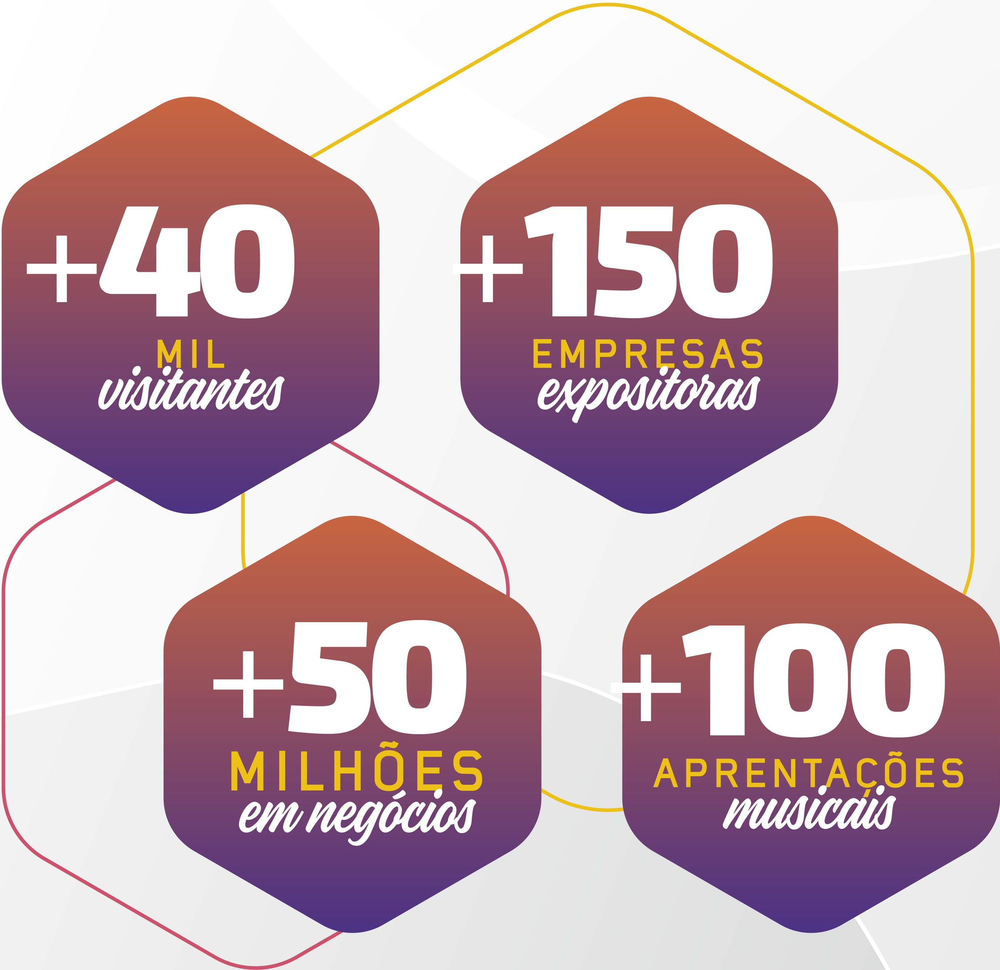 +40
MIL
visitantes
+150
EMPRESAS
expositoras
+50
MILHÕES
em negócios
+100
APRENTAÇÕES
musicais